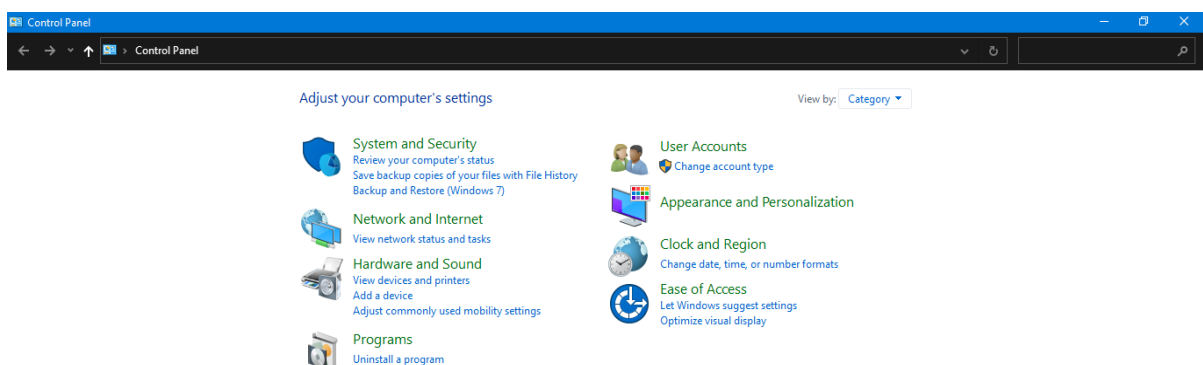 Control Panel
Control Panel
Adjust your computer's settings
View by: Category
System and Security
Review your computer's status
Save backup copies of your files with File History
Backup and Restore (Windows 7)
Network and Internet
View network status and tasks
Hardware and Sound
View devices and printers
Add a device
Adjust commonly used mobility settings
Programs
Uninstall a program
User Accounts
Change account type
Appearance and Personalization
Clock and Region
Change date, time, or number formats
Ease of Access
Let Windows suggest settings
Optimize visual display